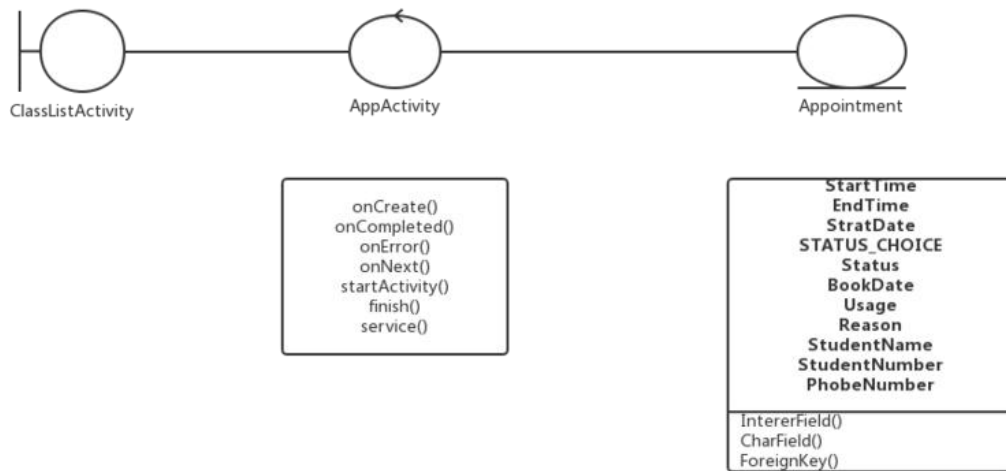 ClassListActivity
AppActivity
Appointment
onCreate()
onCompleted()
onError()
onNext()
startActivity()
finish()
service()
StartTime
EndTime
StratDate
STATUS_CHOICE
Status
BookDate
Usage
Reason
StudentName
StudentNumber
PhobeNumber
IntererField()
CharField()
ForeignKey()